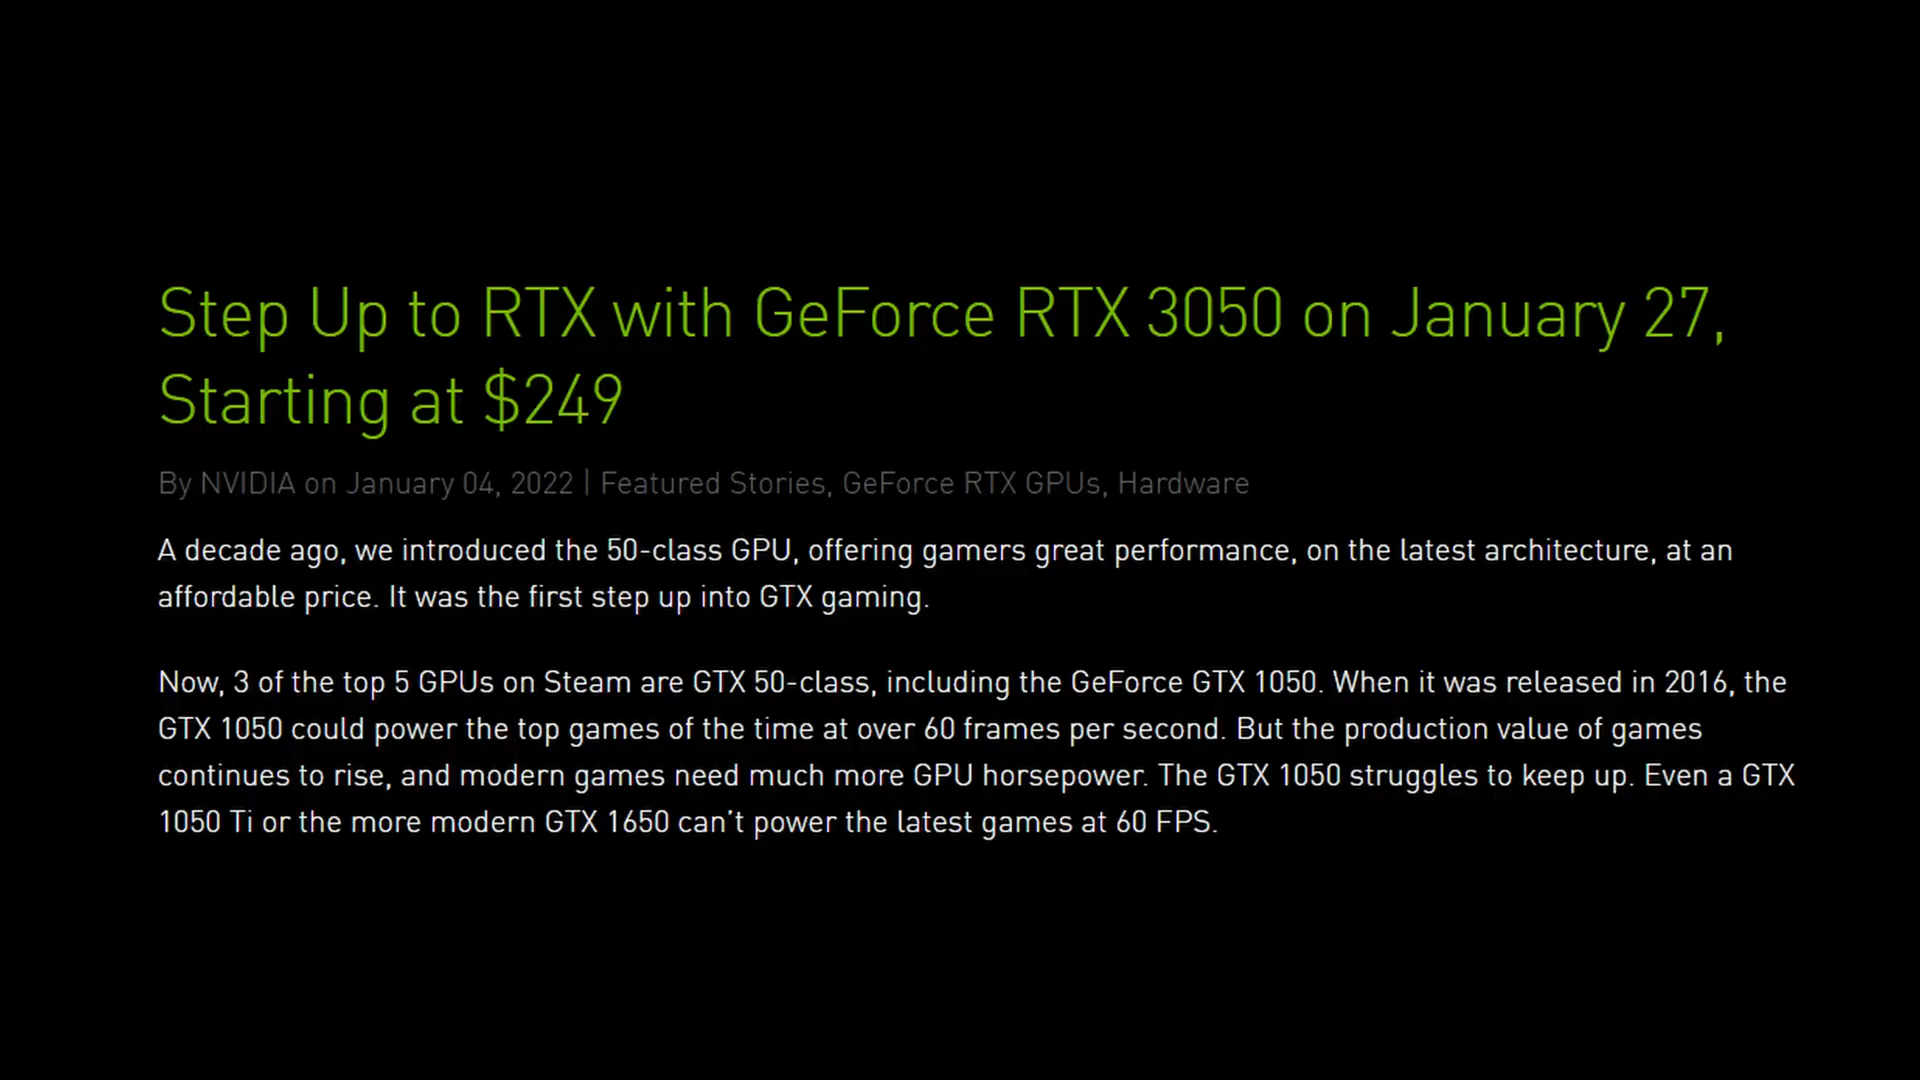 Step Up to RTX with GeForce RTX 3050 on January 27,
Starting at $249
By NVIDIA on January 04, 2022 | Featured Stories, GeForce RTX GPUs, Hardware
A decade ago, we introduced the 50-class GPU, offering gamers great performance, on the latest architecture, at an
affordable price. It was the first step up into GTX gaming.
Now, 3 of the top 5 GPUs on Steam are GTX 50-class, including the GeForce GTX 1050. When it was released in 2016, the
GTX 1050 could power the top games of the time at over 60 frames per second. But the production value of games
continues to rise, and modern games need much more GPU horsepower. The GTX 1050 struggles to keep up. Even a GTX
1050 Ti or the more modern GTX 1650 can’t power the latest games at 60 FPS.